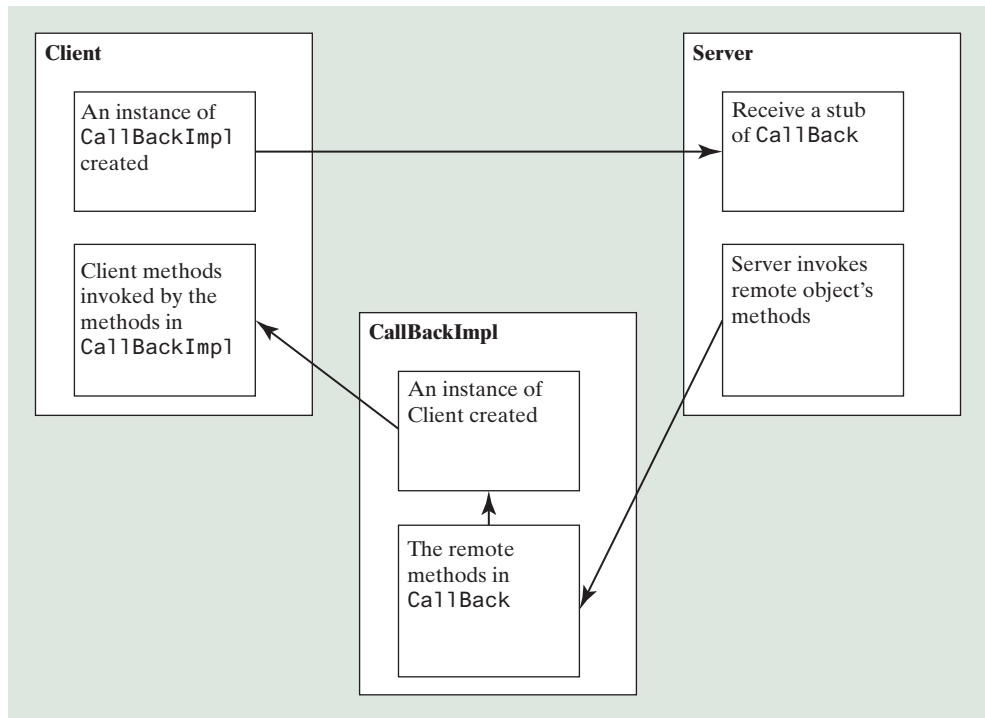 Client
An instance of
CallBackImpl
created
Client methods
invoked by the
methods in
CallBackImpl
Server
Receive a stub
of CallBack
Server invokes
remote object's
methods
CallBackImpl
An instance of
Client created
The remote
methods in
CallBack